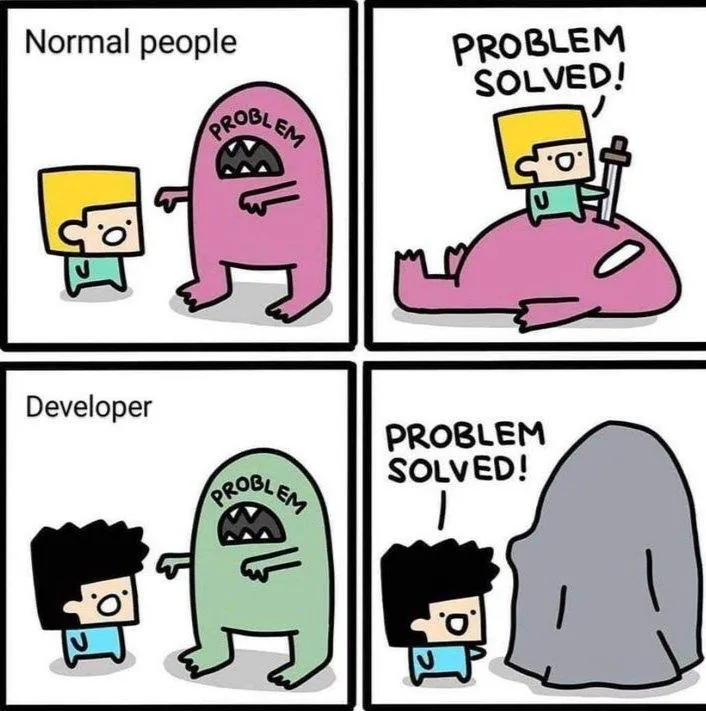 Normal people
PROBLEM
PROBLEM
SOLVED!
Developer
PROBLEM
PROBLEM
SOLVED!